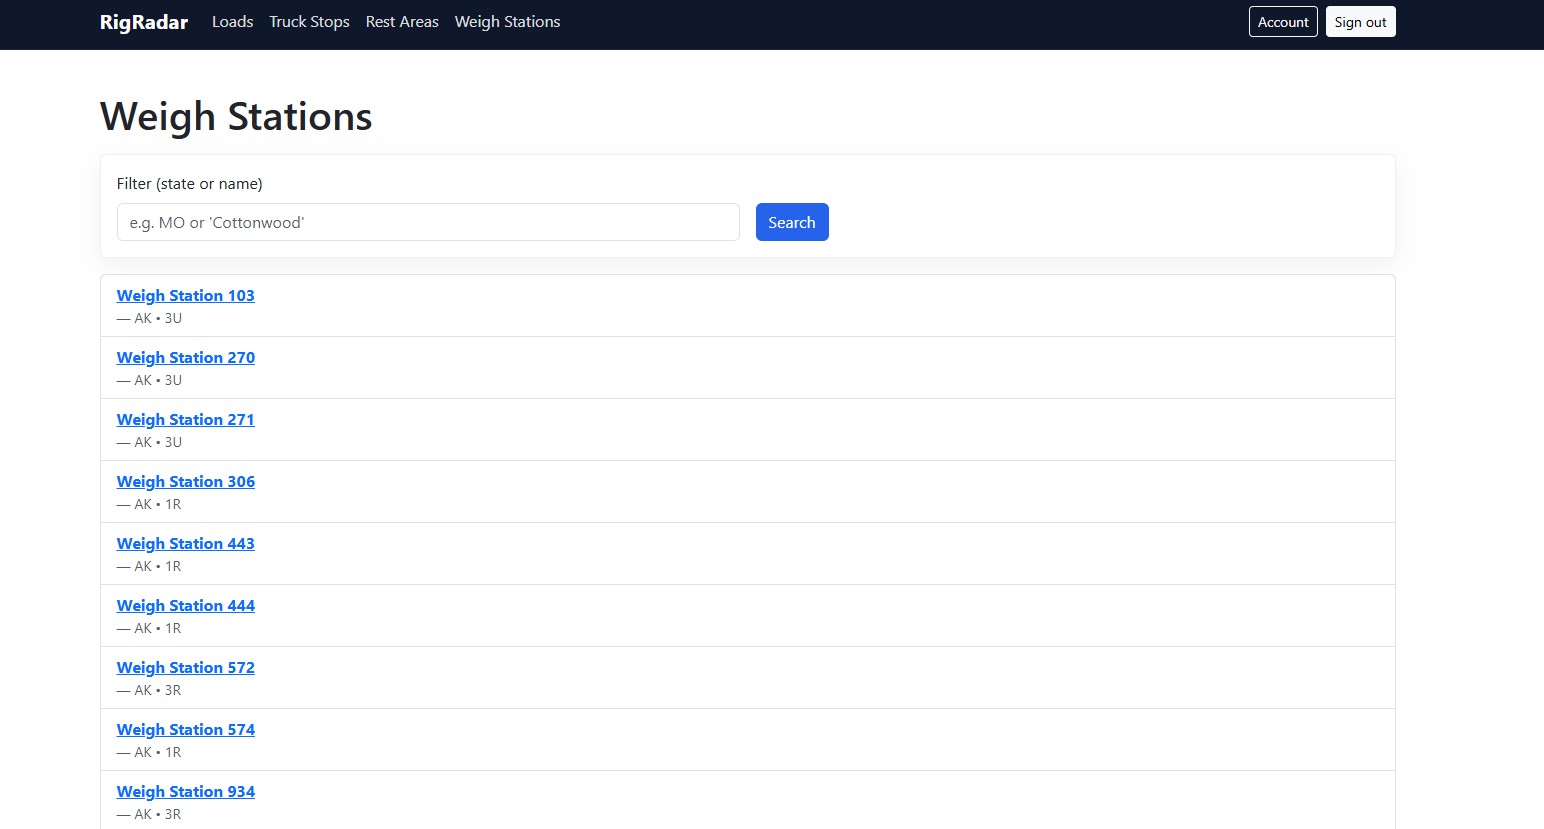 RigRadar Loads Truck Stops Rest Areas Weigh Stations Account Sign out
Weigh Stations
Filter (state or name)
e.g. MO or 'Cottonwood' Search
Weigh Station 103
— AK • 3U
Weigh Station 270
— AK • 3U
Weigh Station 271
— AK • 3U
Weigh Station 306
— AK • 1R
Weigh Station 443
— AK • 1R
Weigh Station 444
— AK • 1R
Weigh Station 572
— AK • 3R
Weigh Station 574
— AK • 1R
Weigh Station 934
— AK • 3R